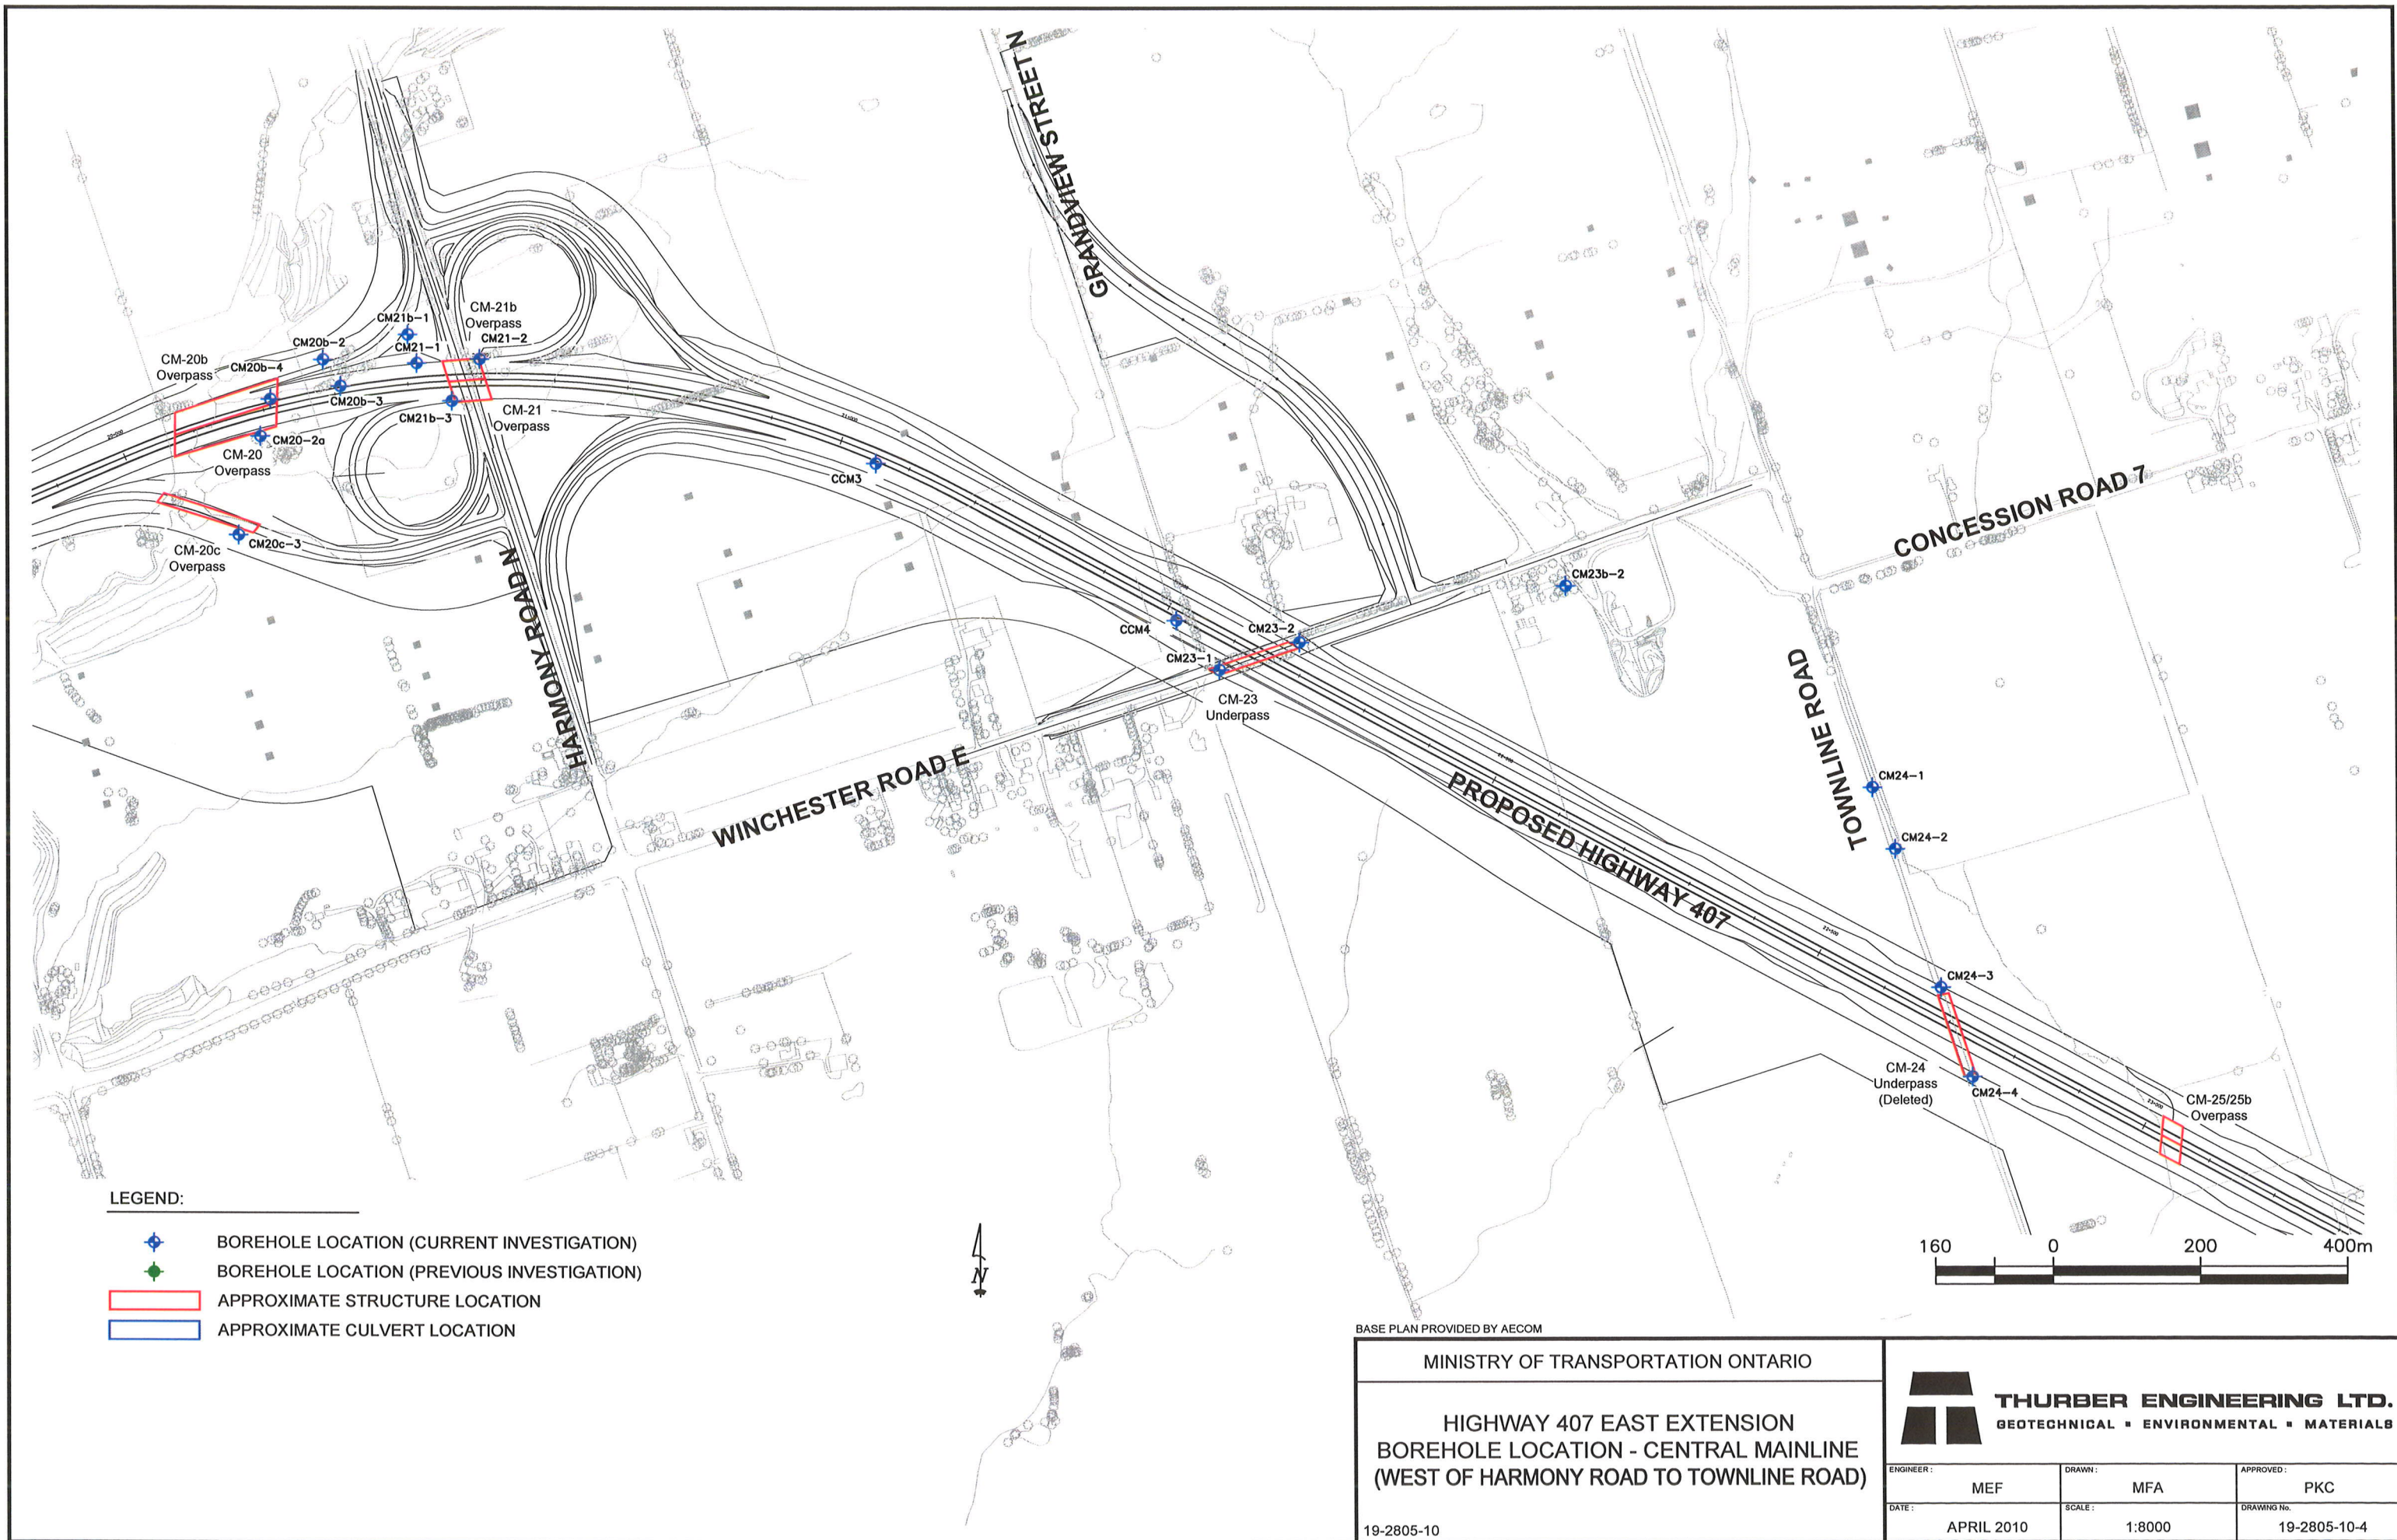 GRANDVIEW STREET N
CM-21b
Overpass
CM21b-1
CM21-2
CM20b-2
CM21-1
CM-20b
Overpass
CM20b-4
CM20b-3
CM21b-3
CM-21
Overpass
CM20-2a
CM-20
Overpass
CCM3
CM20c-3
CM-20c
Overpass
HARMONY ROAD N
CONCESSION ROAD 7
CM23b-2
CCM4
CM23-2
CM23-1
CM-23
Underpass
WINCHESTER ROAD E
PROPOSED HIGHWAY 407
TOWNLINE ROAD
CM24-1
CM24-2
CM24-3
CM-24
Underpass
(Deleted)
CM24-4
CM-25/25b
Overpass
LEGEND:
BOREHOLE LOCATION (CURRENT INVESTIGATION)
BOREHOLE LOCATION (PREVIOUS INVESTIGATION)
APPROXIMATE STRUCTURE LOCATION
APPROXIMATE CULVERT LOCATION
N
160 0 200 400m
BASE PLAN PROVIDED BY AECOM
MINISTRY OF TRANSPORTATION ONTARIO
HIGHWAY 407 EAST EXTENSION
BOREHOLE LOCATION - CENTRAL MAINLINE
(WEST OF HARMONY ROAD TO TOWNLINE ROAD)
19-2805-10
THURBER ENGINEERING LTD.
GEOTECHNICAL ▪ ENVIRONMENTAL ▪ MATERIALS
ENGINEER: DRAWN: APPROVED:
MEF MFA PKC
DATE: SCALE: DRAWING No.
APRIL 2010 1:8000 19-2805-10-4